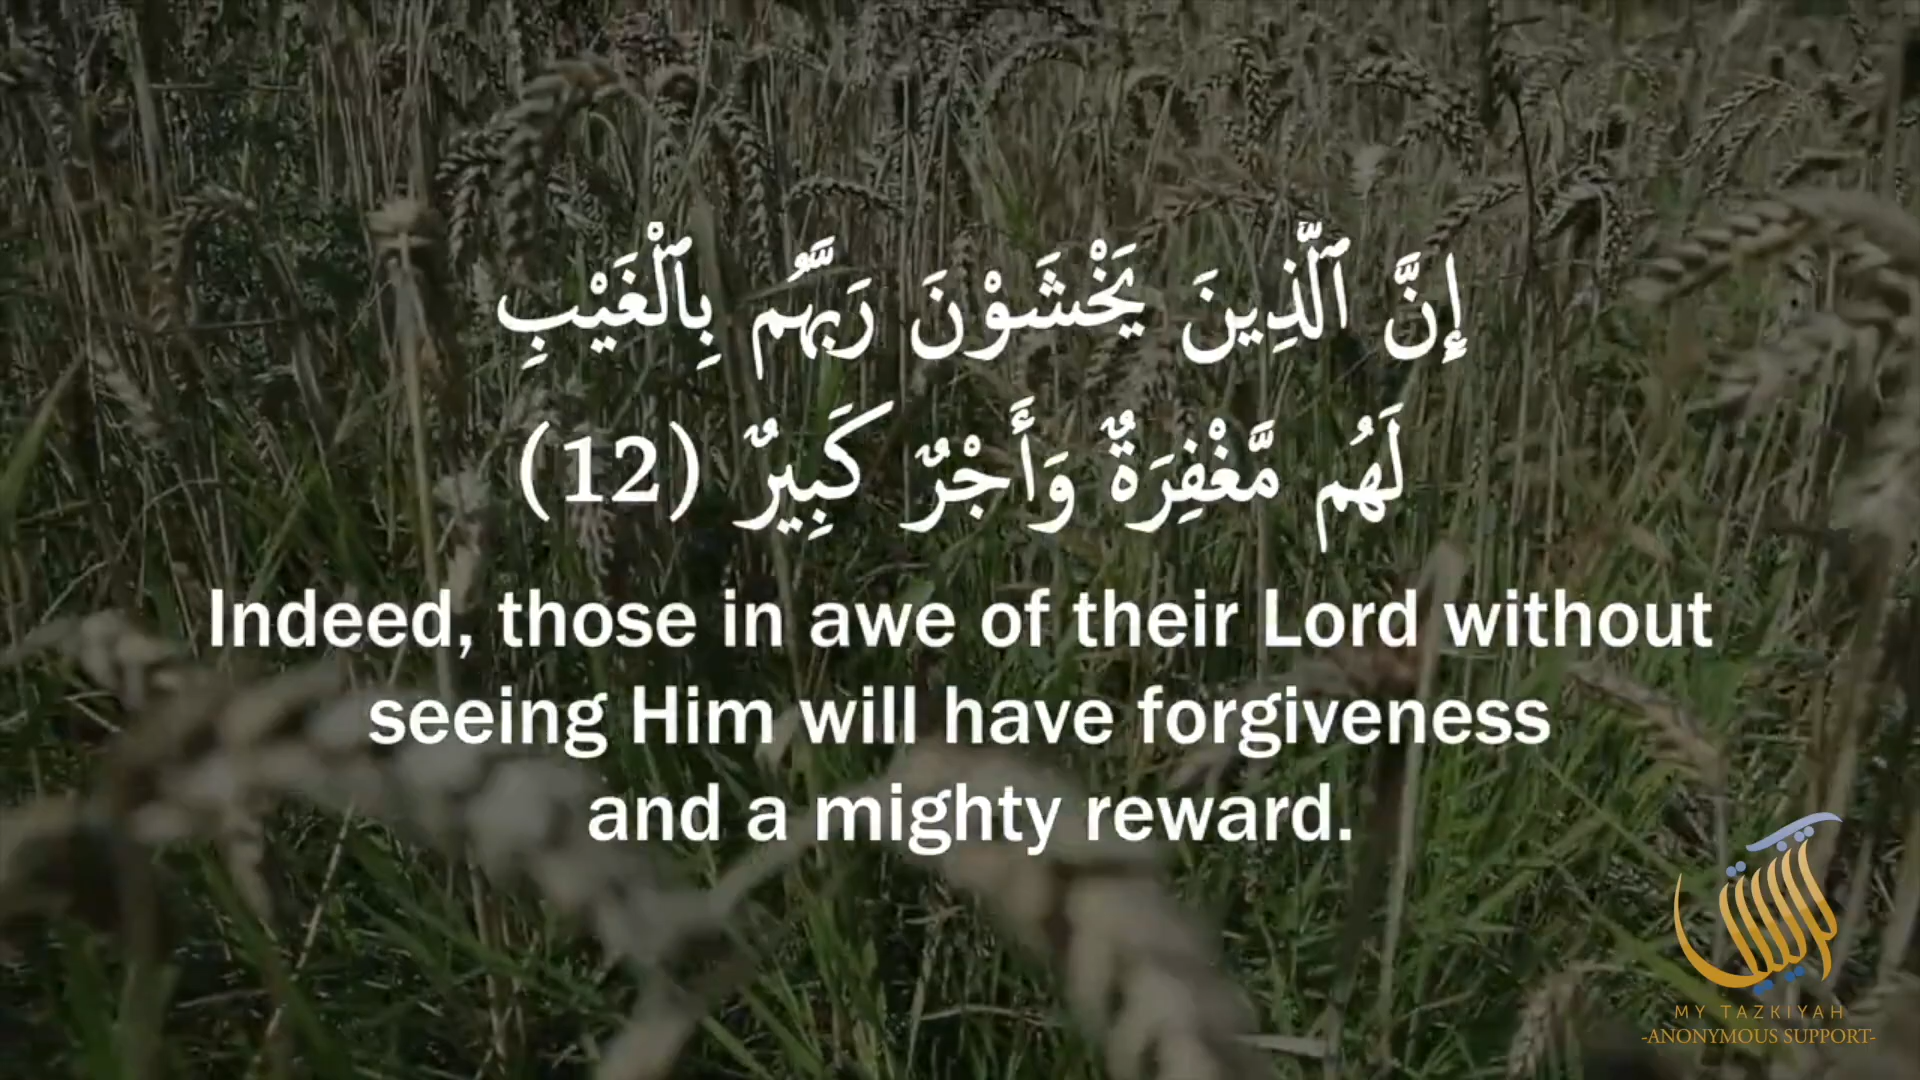 إِنَّ ٱلَّذِينَ يَخْشَوْنَ رَبَّهُم بِٱلْغَيْبِ
لَهُم مَّغْفِرَةٌ وَأَجْرٌ كَبِيرٌ (12)
Indeed, those in awe of their Lord without
seeing Him will have forgiveness
and a mighty reward.
MY TAZKIYAH
-ANONYMOUS SUPPORT-